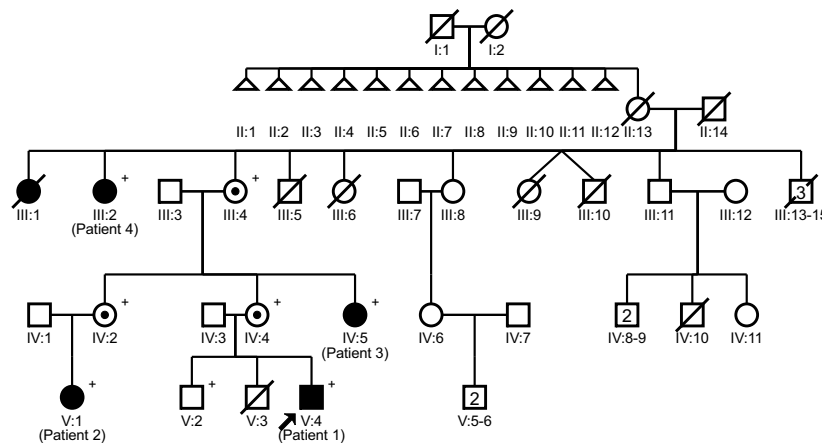 I:1 I:2
II:1 II:2 II:3 II:4 II:5 II:6 II:7 II:8 II:9 II:10 II:11 II:12 II:13 II:14
+ + 3
III:1 III:2 III:3 III:4 III:5 III:6 III:7 III:8 III:9 III:10 III:11 III:12 III:13-15
(Patient 4)
+ + + 2
IV:1 IV:2 IV:3 IV:4 IV:5 IV:6 IV:7 IV:8-9 IV:10 IV:11
(Patient 3)
+ + + 2
V:1 V:2 V:3 V:4 V:5-6
(Patient 2) (Patient 1)